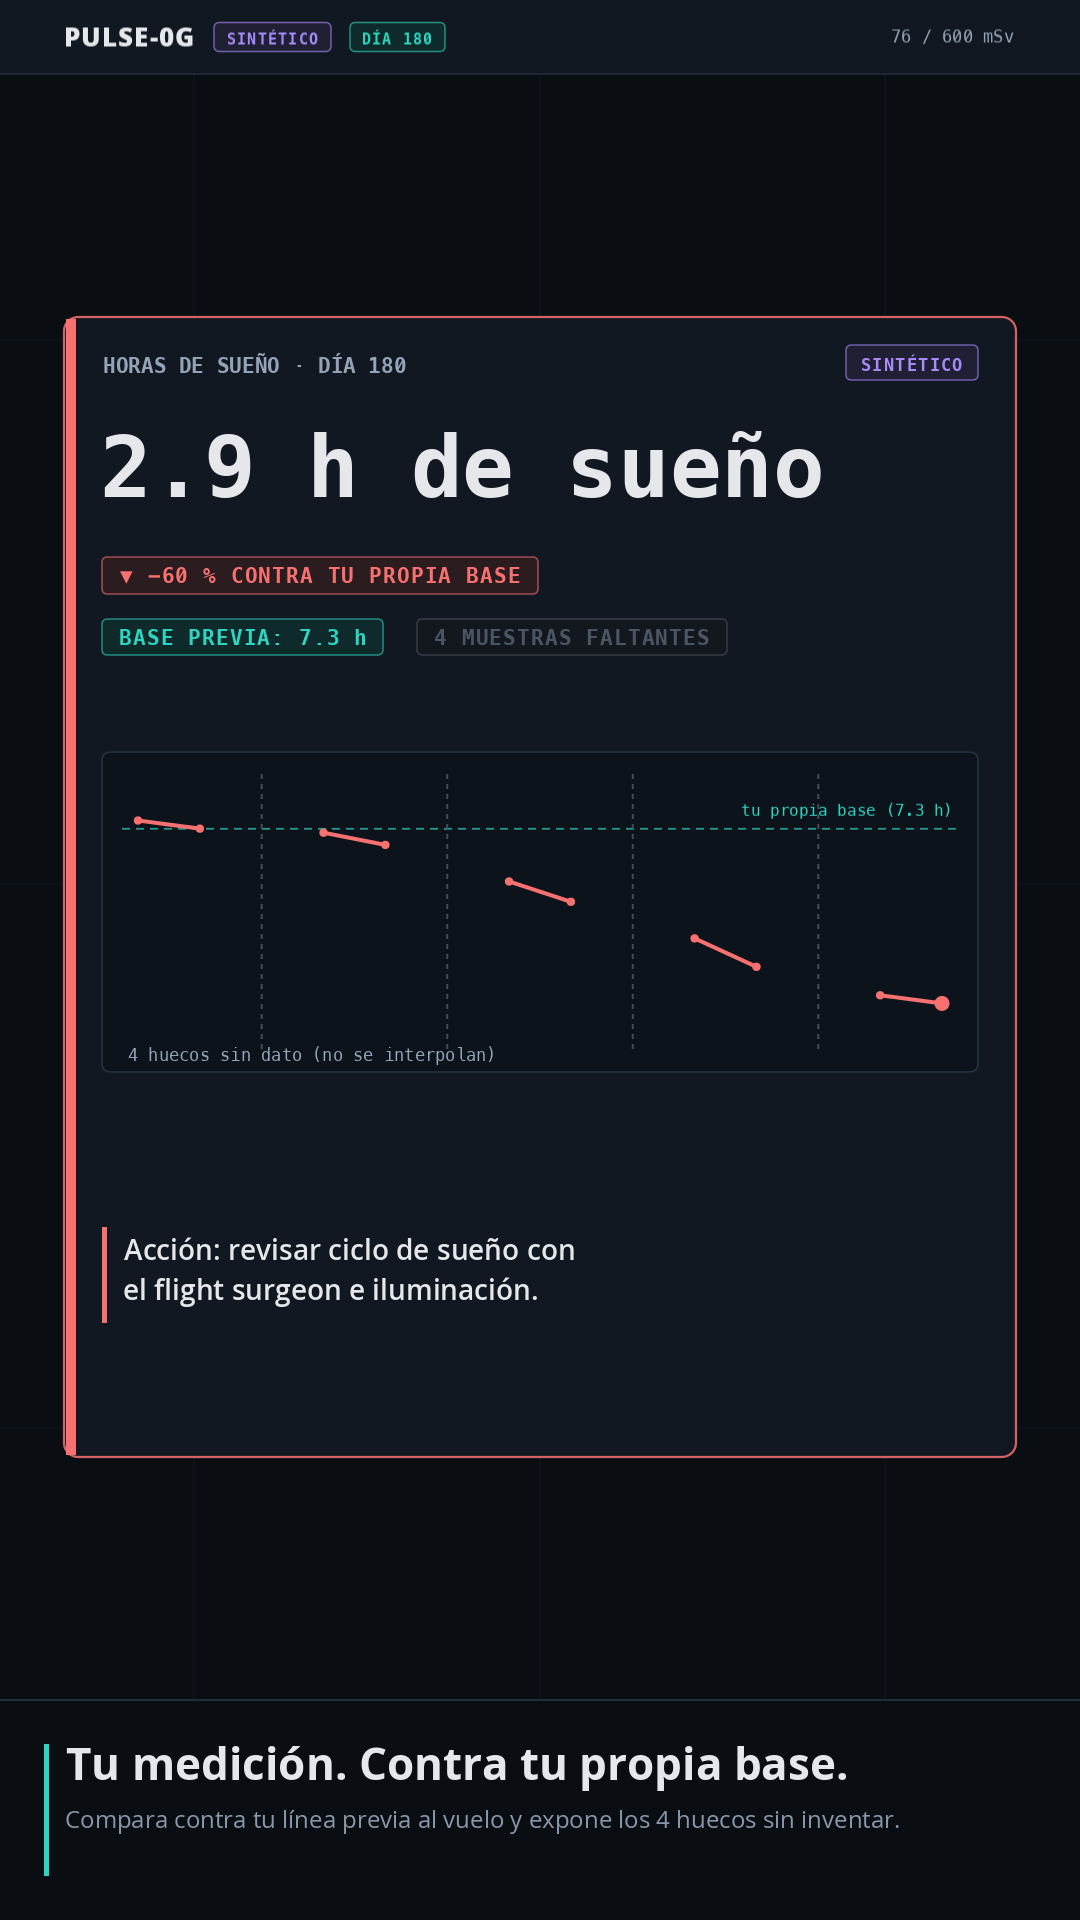 PULSE-0G
SINTÉTICO
DÍA 180
76 / 600 mSv
HORAS DE SUEÑO · DÍA 180
SINTÉTICO
2.9 h de sueño
▼ −60 % CONTRA TU PROPIA BASE
BASE PREVIA: 7.3 h
4 MUESTRAS FALTANTES
tu propia base (7.3 h)
4 huecos sin dato (no se interpolan)
Acción: revisar ciclo de sueño con
el flight surgeon e iluminación.
Tu medición. Contra tu propia base.
Compara contra tu línea previa al vuelo y expone los 4 huecos sin inventar.